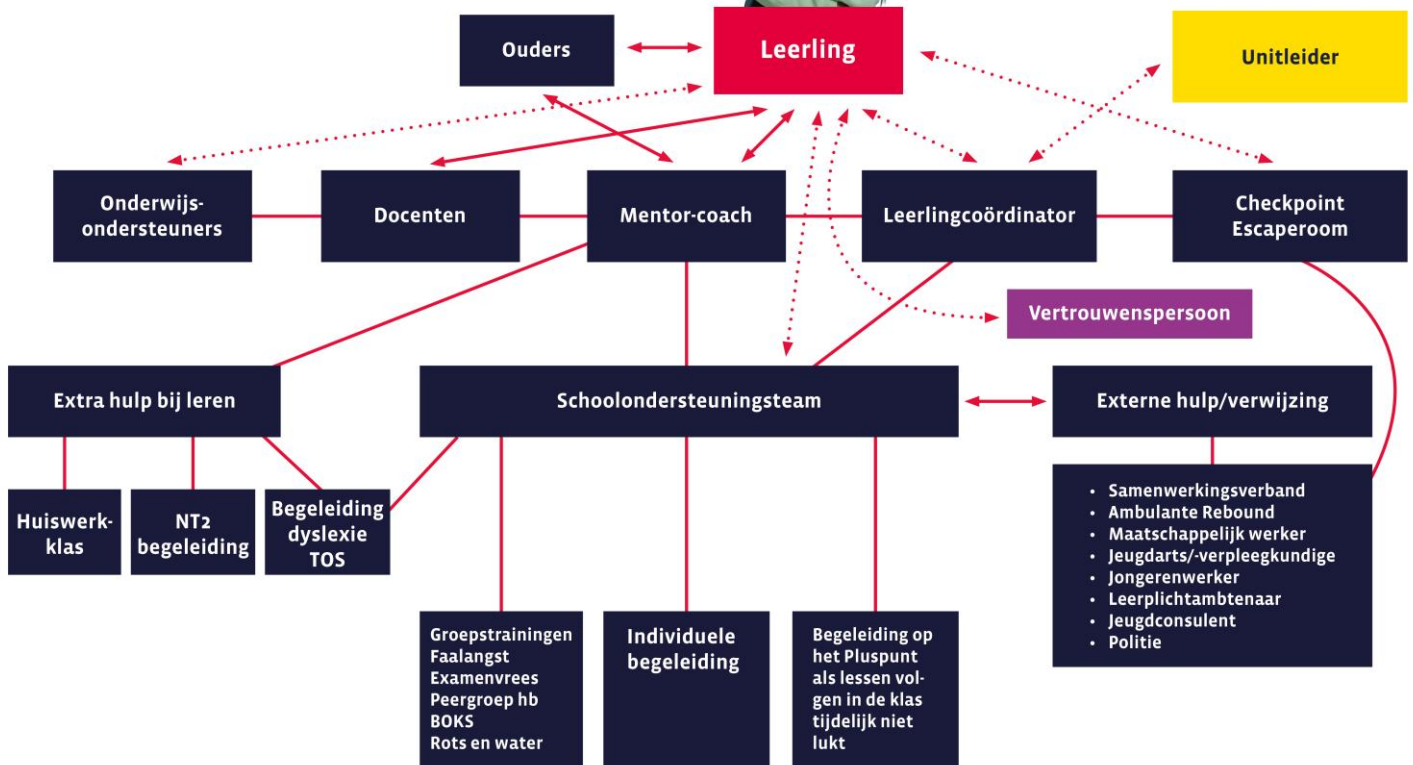 Ouders
Leerling
Unitleider
Onderwijs-
ondersteuners
Docenten
Mentor-coach
Leerlingcoördinator
Checkpoint
Escaperoom
Vertrouwenspersoon
Extra hulp bij leren
Schoolondersteuningsteam
Externe hulp/verwijzing
Huiswerk-
klas
NT2
begeleiding
Begeleiding
dyslexie
TOS
• Samenwerkingsverband
• Ambulante Rebound
• Maatschappelijk werker
• Jeugdarts/-verpleegkundige
• Jongerenwerker
• Leerplichtambtenaar
• Jeugdconsulent
• Politie
Groepstrainingen
Faalangst
Examenvrees
Peergroep hb
BOKS
Rots en water
Individuele
begeleiding
Begeleiding op
het Pluspunt
als lessen vol-
gen in de klas
tijdelijk niet
lukt